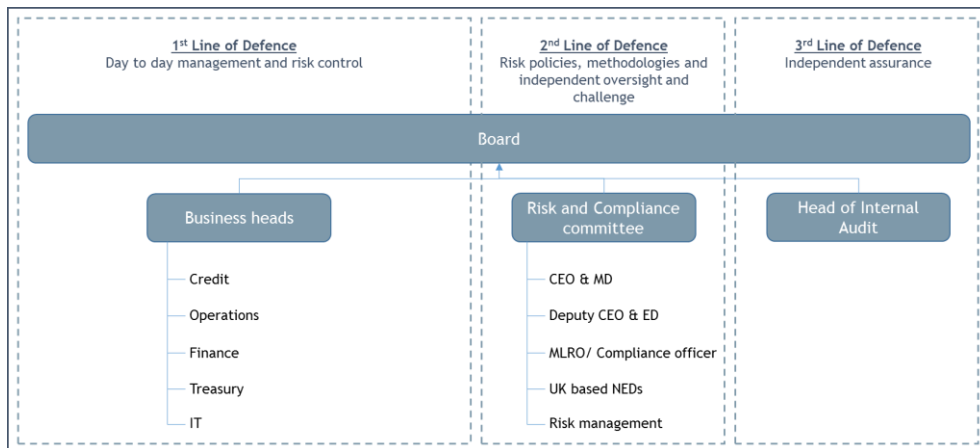 1st Line of Defence
Day to day management and risk control
2nd Line of Defence
Risk policies, methodologies and
independent oversight and
challenge
3rd Line of Defence
Independent assurance
Board
Business heads
Credit
Operations
Finance
Treasury
IT
Risk and Compliance
committee
CEO & MD
Deputy CEO & ED
MLRO/ Compliance officer
UK based NEDs
Risk management
Head of Internal
Audit